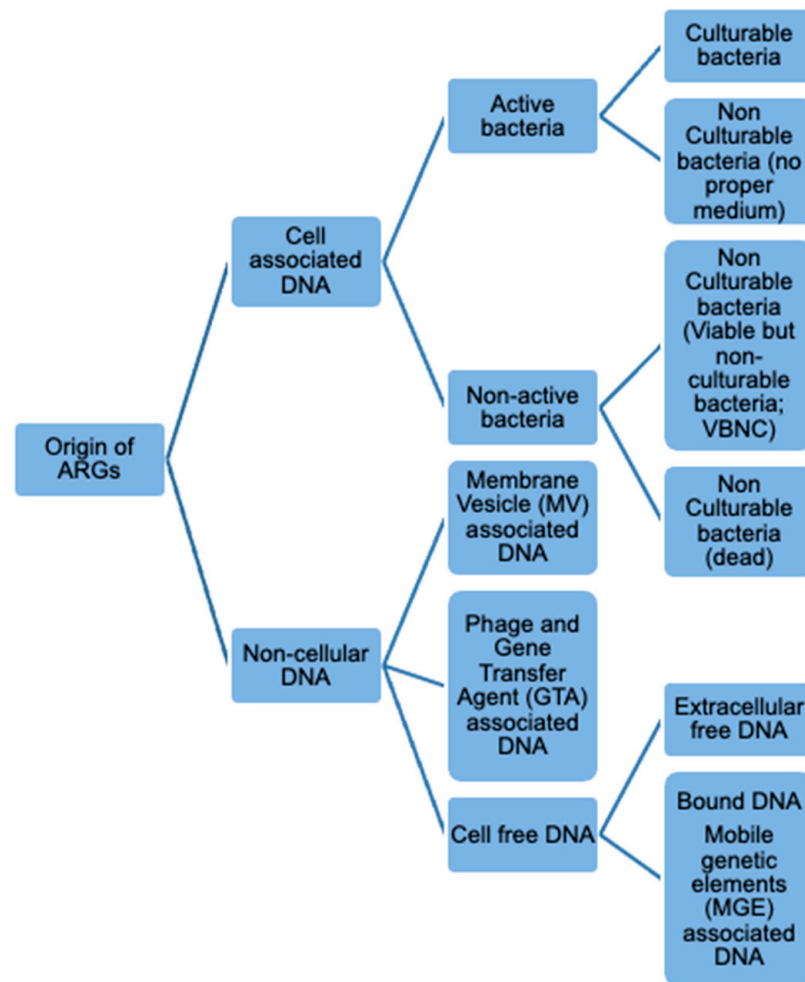 Origin of
ARGs
Cell
associated
DNA
Non-cellular
DNA
Active
bacteria
Non-active
bacteria
Membrane
Vesicle (MV)
associated
DNA
Phage and
Gene
Transfer
Agent (GTA)
associated
DNA
Cell free DNA
Culturable
bacteria
Non
Culturable
bacteria (no
proper
medium)
Non
Culturable
bacteria
(Viable but
non-
culturable
bacteria;
VBNC)
Non
Culturable
bacteria
(dead)
Extracellular
free DNA
Bound DNA
Mobile
genetic
elements
(MGE)
associated
DNA